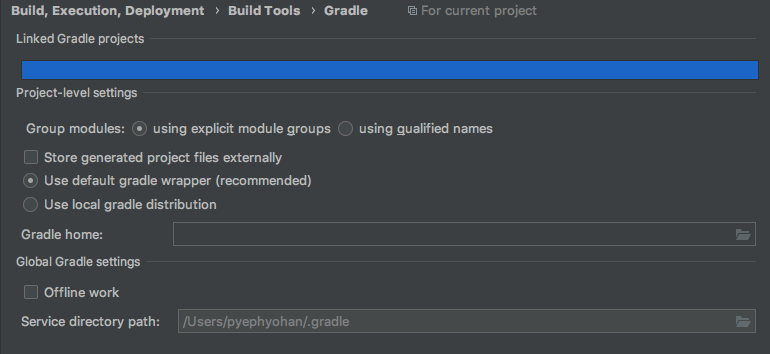 Build, Execution, Deployment › Build Tools › Gradle For current project
Linked Gradle projects
Project-level settings
Group modules: using explicit module groups using qualified names
Store generated project files externally
Use default gradle wrapper (recommended)
Use local gradle distribution
Gradle home:
Global Gradle settings
Offline work
Service directory path: /Users/pyephyohan/.gradle